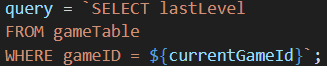 query = `SELECT lastLevel
FROM gameTable
WHERE gameID = ${currentGameId}`;